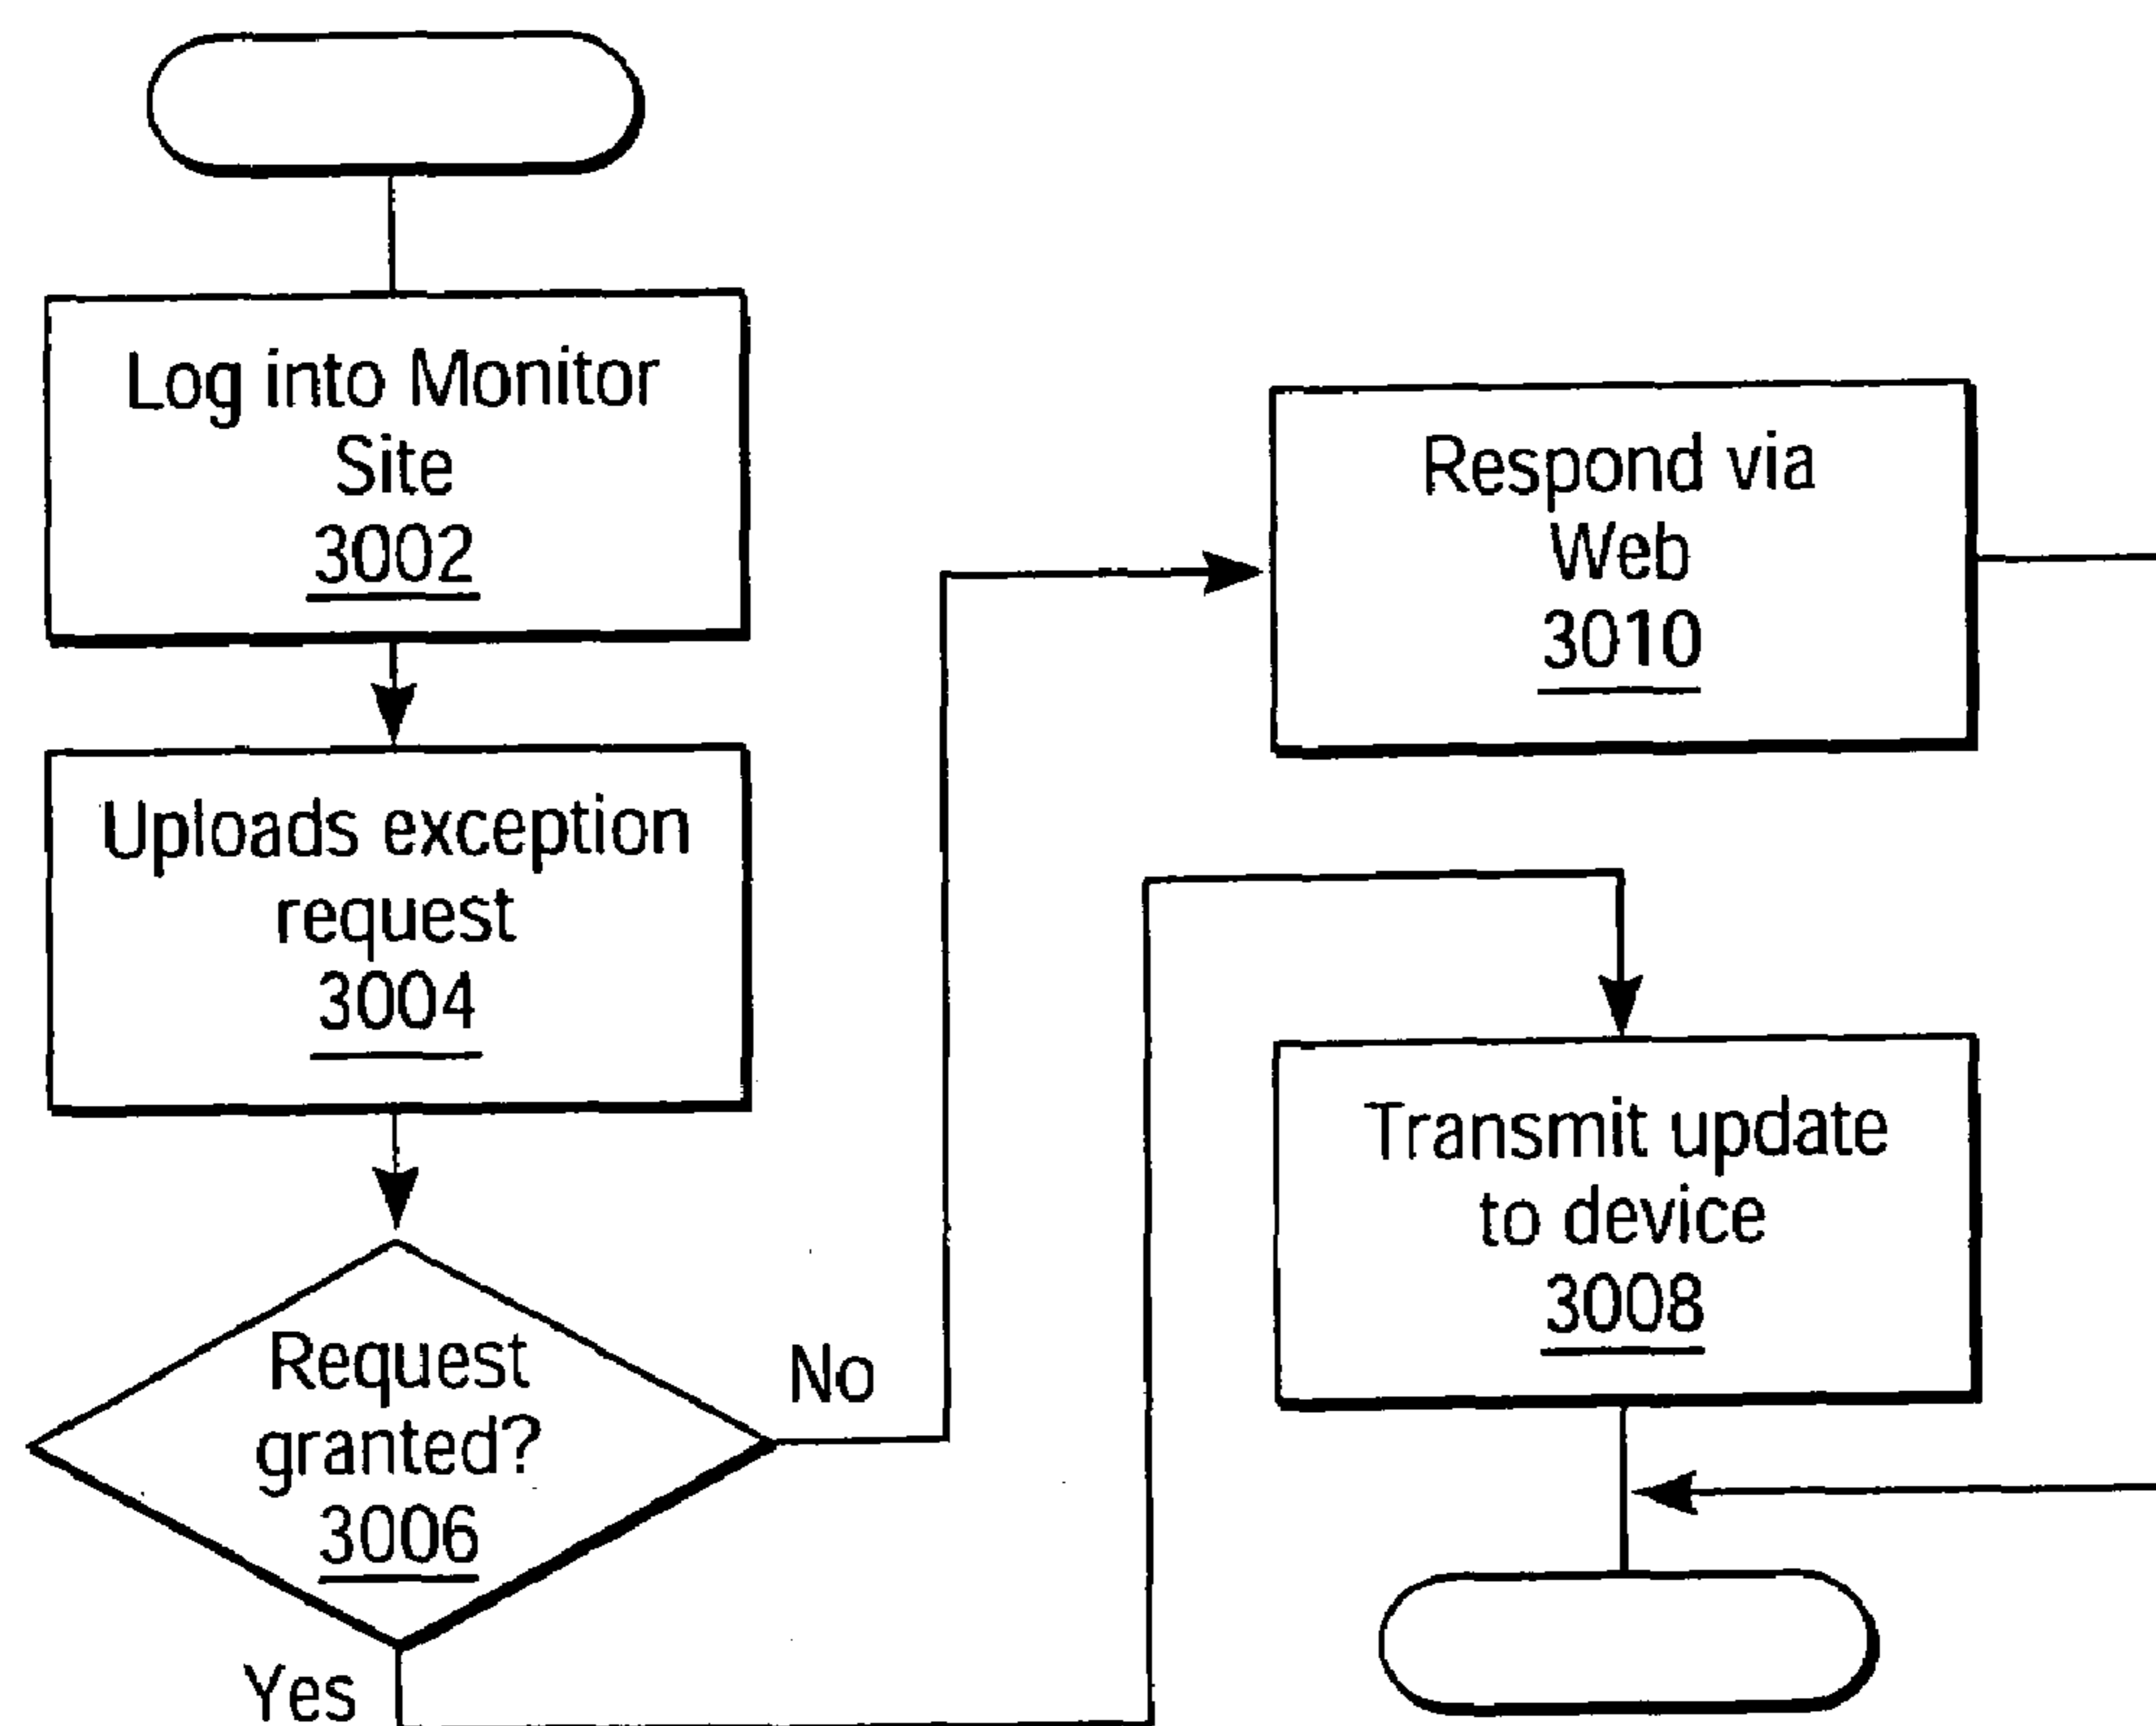 Log into Monitor
Site
3002
Uploads exception
request
3004
Request
granted?
3006
No
Yes
Respond via
Web
3010
Transmit update
to device
3008